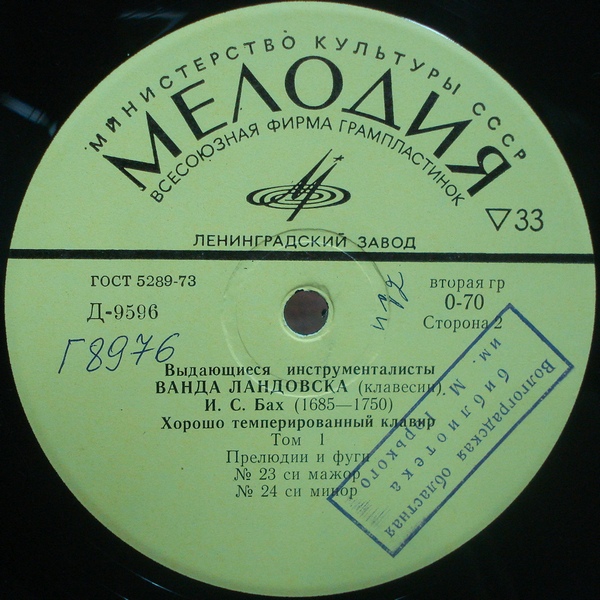 МИНИСТЕРСТВО КУЛЬТУРЫ СССР
МЕЛОДИЯ
ВСЕСОЮЗНАЯ ФИРМА ГРАМПЛАСТИНОК
▽33
ЛЕНИНГРАДСКИЙ ЗАВОД
ГОСТ 5289-73
Д-9596
вторая гр
0-70
Сторона 2
Г8976
Выдающиеся инструменталисты
ВАНДА ЛАНДОВСКА (клавесин).
И. С. Бах (1685—1750)
Хорошо темперированный клавир
Том 1
Прелюдии и фуги
№ 23 си мажор
№ 24 си минор
Волгоградская областная
библиотека
им. М. Горького